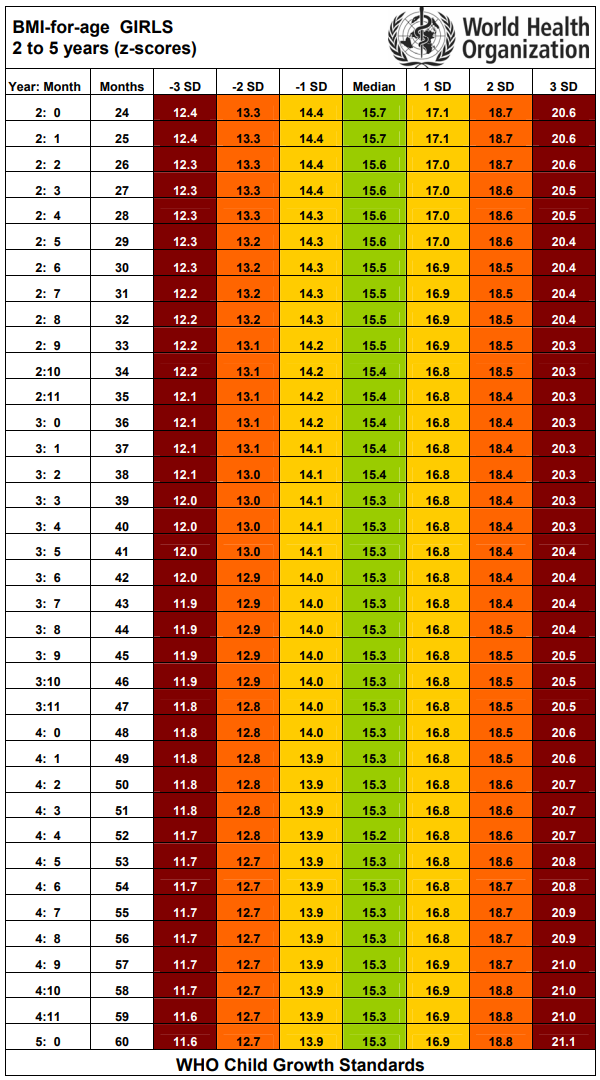 BMI-for-age GIRLS
2 to 5 years (z-scores)
World Health
Organization
Year: Month Months -3 SD -2 SD -1 SD Median 1 SD 2 SD 3 SD
2: 0 24 12.4 13.3 14.4 15.7 17.1 18.7 20.6
2: 1 25 12.4 13.3 14.4 15.7 17.1 18.7 20.6
2: 2 26 12.3 13.3 14.4 15.6 17.0 18.7 20.6
2: 3 27 12.3 13.3 14.4 15.6 17.0 18.6 20.5
2: 4 28 12.3 13.3 14.3 15.6 17.0 18.6 20.5
2: 5 29 12.3 13.2 14.3 15.6 17.0 18.6 20.4
2: 6 30 12.3 13.2 14.3 15.5 16.9 18.5 20.4
2: 7 31 12.2 13.2 14.3 15.5 16.9 18.5 20.4
2: 8 32 12.2 13.2 14.3 15.5 16.9 18.5 20.4
2: 9 33 12.2 13.1 14.2 15.5 16.9 18.5 20.3
2:10 34 12.2 13.1 14.2 15.4 16.8 18.5 20.3
2:11 35 12.1 13.1 14.2 15.4 16.8 18.4 20.3
3: 0 36 12.1 13.1 14.2 15.4 16.8 18.4 20.3
3: 1 37 12.1 13.1 14.1 15.4 16.8 18.4 20.3
3: 2 38 12.1 13.0 14.1 15.4 16.8 18.4 20.3
3: 3 39 12.0 13.0 14.1 15.3 16.8 18.4 20.3
3: 4 40 12.0 13.0 14.1 15.3 16.8 18.4 20.3
3: 5 41 12.0 13.0 14.1 15.3 16.8 18.4 20.4
3: 6 42 12.0 12.9 14.0 15.3 16.8 18.4 20.4
3: 7 43 11.9 12.9 14.0 15.3 16.8 18.4 20.4
3: 8 44 11.9 12.9 14.0 15.3 16.8 18.5 20.4
3: 9 45 11.9 12.9 14.0 15.3 16.8 18.5 20.5
3:10 46 11.9 12.9 14.0 15.3 16.8 18.5 20.5
3:11 47 11.8 12.8 14.0 15.3 16.8 18.5 20.5
4: 0 48 11.8 12.8 14.0 15.3 16.8 18.5 20.6
4: 1 49 11.8 12.8 13.9 15.3 16.8 18.5 20.6
4: 2 50 11.8 12.8 13.9 15.3 16.8 18.6 20.7
4: 3 51 11.8 12.8 13.9 15.3 16.8 18.6 20.7
4: 4 52 11.7 12.8 13.9 15.2 16.8 18.6 20.7
4: 5 53 11.7 12.7 13.9 15.3 16.8 18.6 20.8
4: 6 54 11.7 12.7 13.9 15.3 16.8 18.7 20.8
4: 7 55 11.7 12.7 13.9 15.3 16.8 18.7 20.9
4: 8 56 11.7 12.7 13.9 15.3 16.8 18.7 20.9
4: 9 57 11.7 12.7 13.9 15.3 16.9 18.7 21.0
4:10 58 11.7 12.7 13.9 15.3 16.9 18.8 21.0
4:11 59 11.6 12.7 13.9 15.3 16.9 18.8 21.0
5: 0 60 11.6 12.7 13.9 15.3 16.9 18.8 21.1
WHO Child Growth Standards